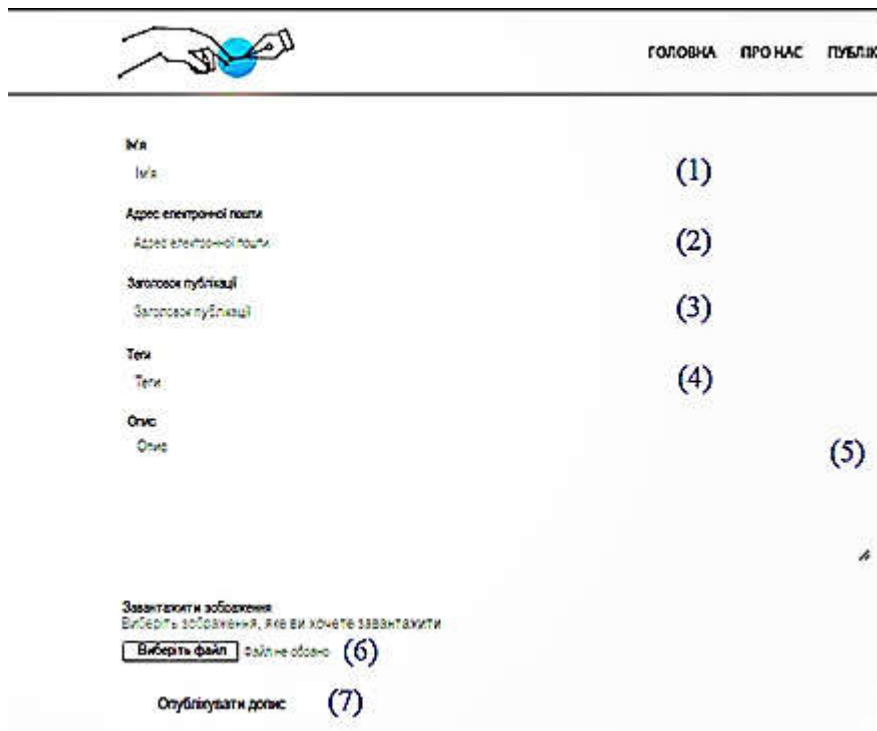 ГОЛОВНА ПРО НАС ПУБЛІК
Ім'я
Ім'я (1)
Адрес електронної пошти
Адрес електронної пошти (2)
Заголовок публікації
Заголовок публікації (3)
Теги
Теги (4)
Опис
Опис (5)
Завантажити зображення
Виберіть зображення, яке ви хочете завантажити
Виберіть файл Файл не обрано (6)
Опублікувати допис (7)